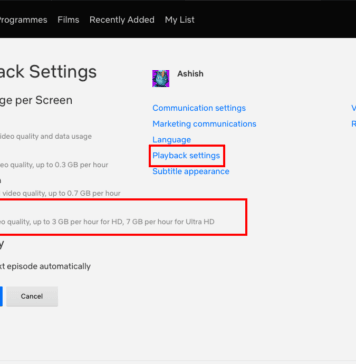 Programmes Films Recently Added My List
ack Settings
Ashish
ge per Screen
Communication settings
V
Marketing communications
R
ideo quality and data usage
Language
Playback settings
eo quality, up to 0.3 GB per hour
Subtitle appearance
video quality, up to 0.7 GB per hour
o quality, up to 3 GB per hour for HD, 7 GB per hour for Ultra HD
y
xt episode automatically
Cancel